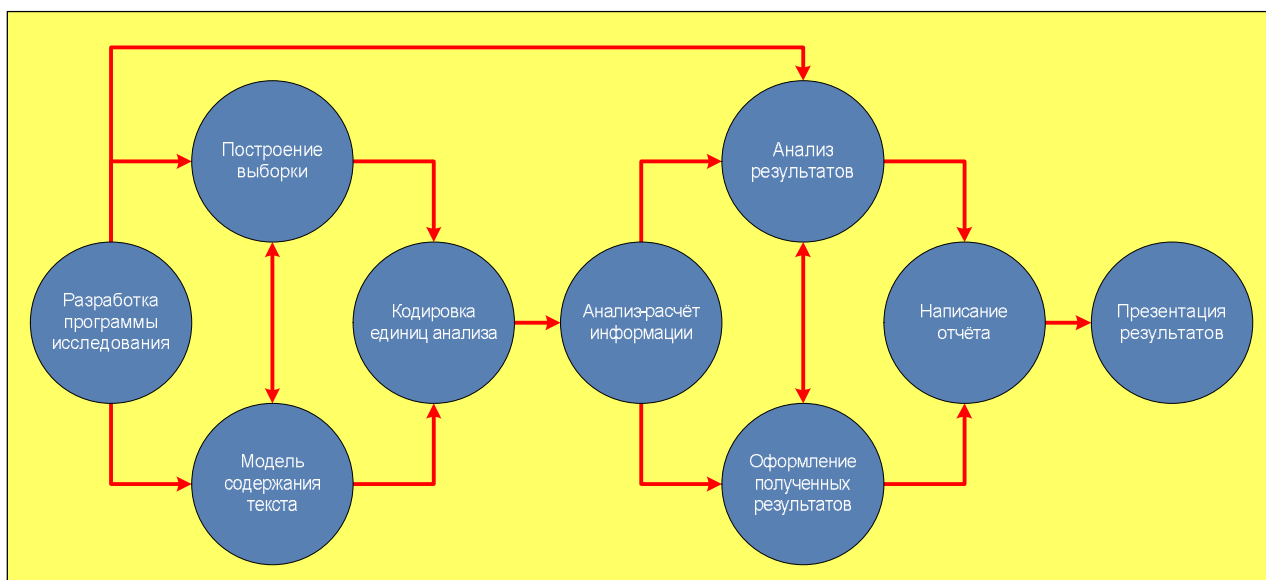 Разработка
программы
исследования
Построение
выборки
Модель
содержания
текста
Кодировка
единиц анализа
Анализ-расчёт
информации
Анализ
результатов
Оформление
полученных
результатов
Написание
отчёта
Презентация
результатов